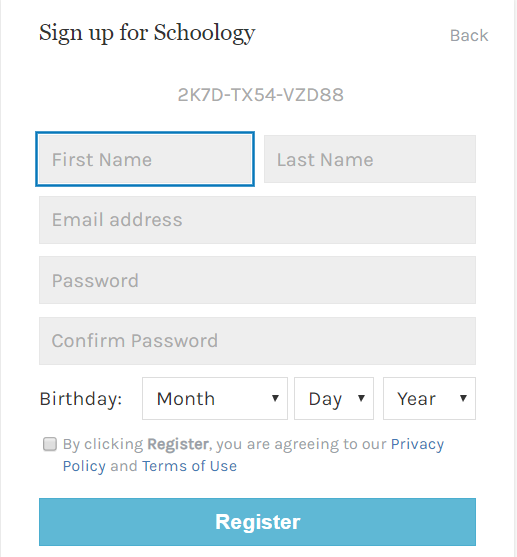 Sign up for Schoology Back
2K7D-TX54-VZD88
First Name Last Name
Email address
Password
Confirm Password
Birthday: Month Day Year
By clicking Register, you are agreeing to our Privacy
Policy and Terms of Use
Register